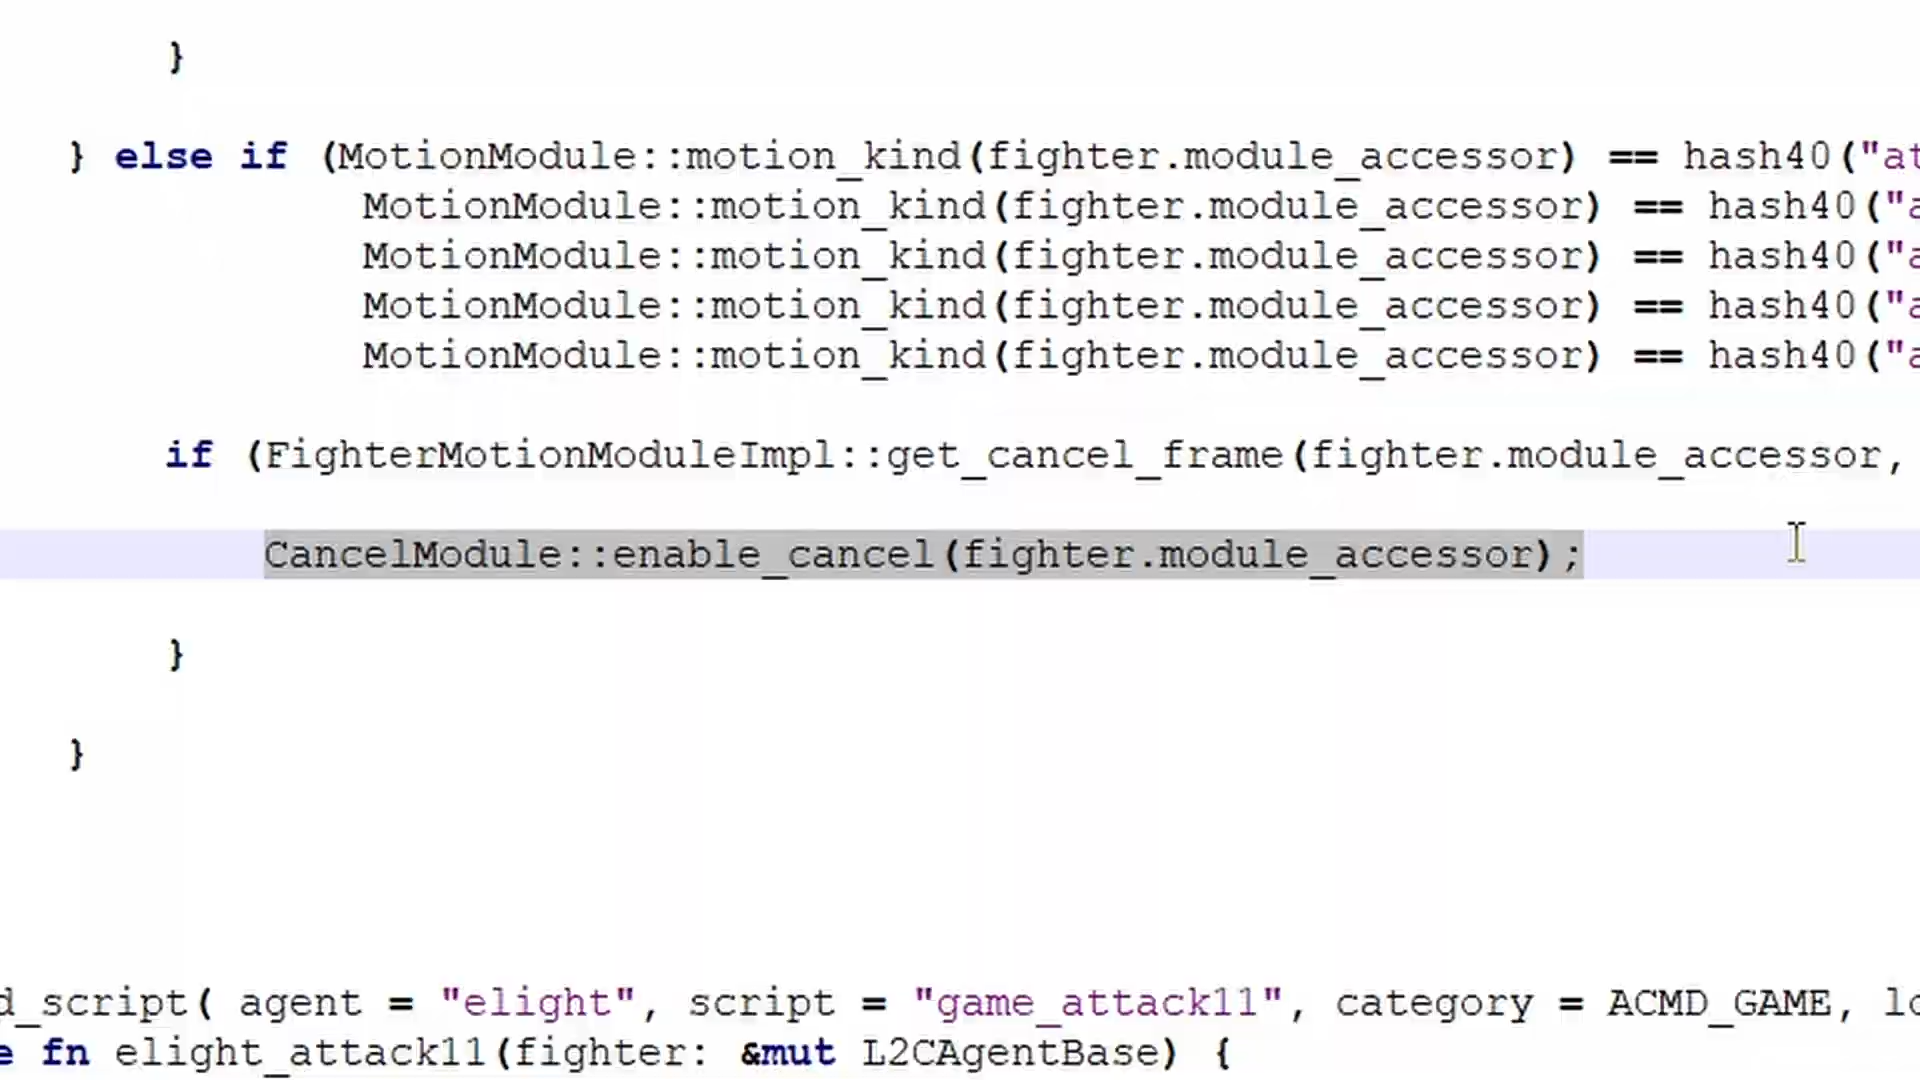 }
} else if (MotionModule::motion_kind(fighter.module_accessor) == hash40("at
MotionModule::motion_kind(fighter.module_accessor) == hash40("a
MotionModule::motion_kind(fighter.module_accessor) == hash40("a
MotionModule::motion_kind(fighter.module_accessor) == hash40("a
MotionModule::motion_kind(fighter.module_accessor) == hash40("a
if (FighterMotionModuleImpl::get_cancel_frame(fighter.module_accessor,
CancelModule::enable_cancel(fighter.module_accessor);
}
}
d_script( agent = "elight", script = "game_attack11", category = ACMD_GAME, lo
e fn elight_attack11(fighter: &mut L2CAgentBase) {